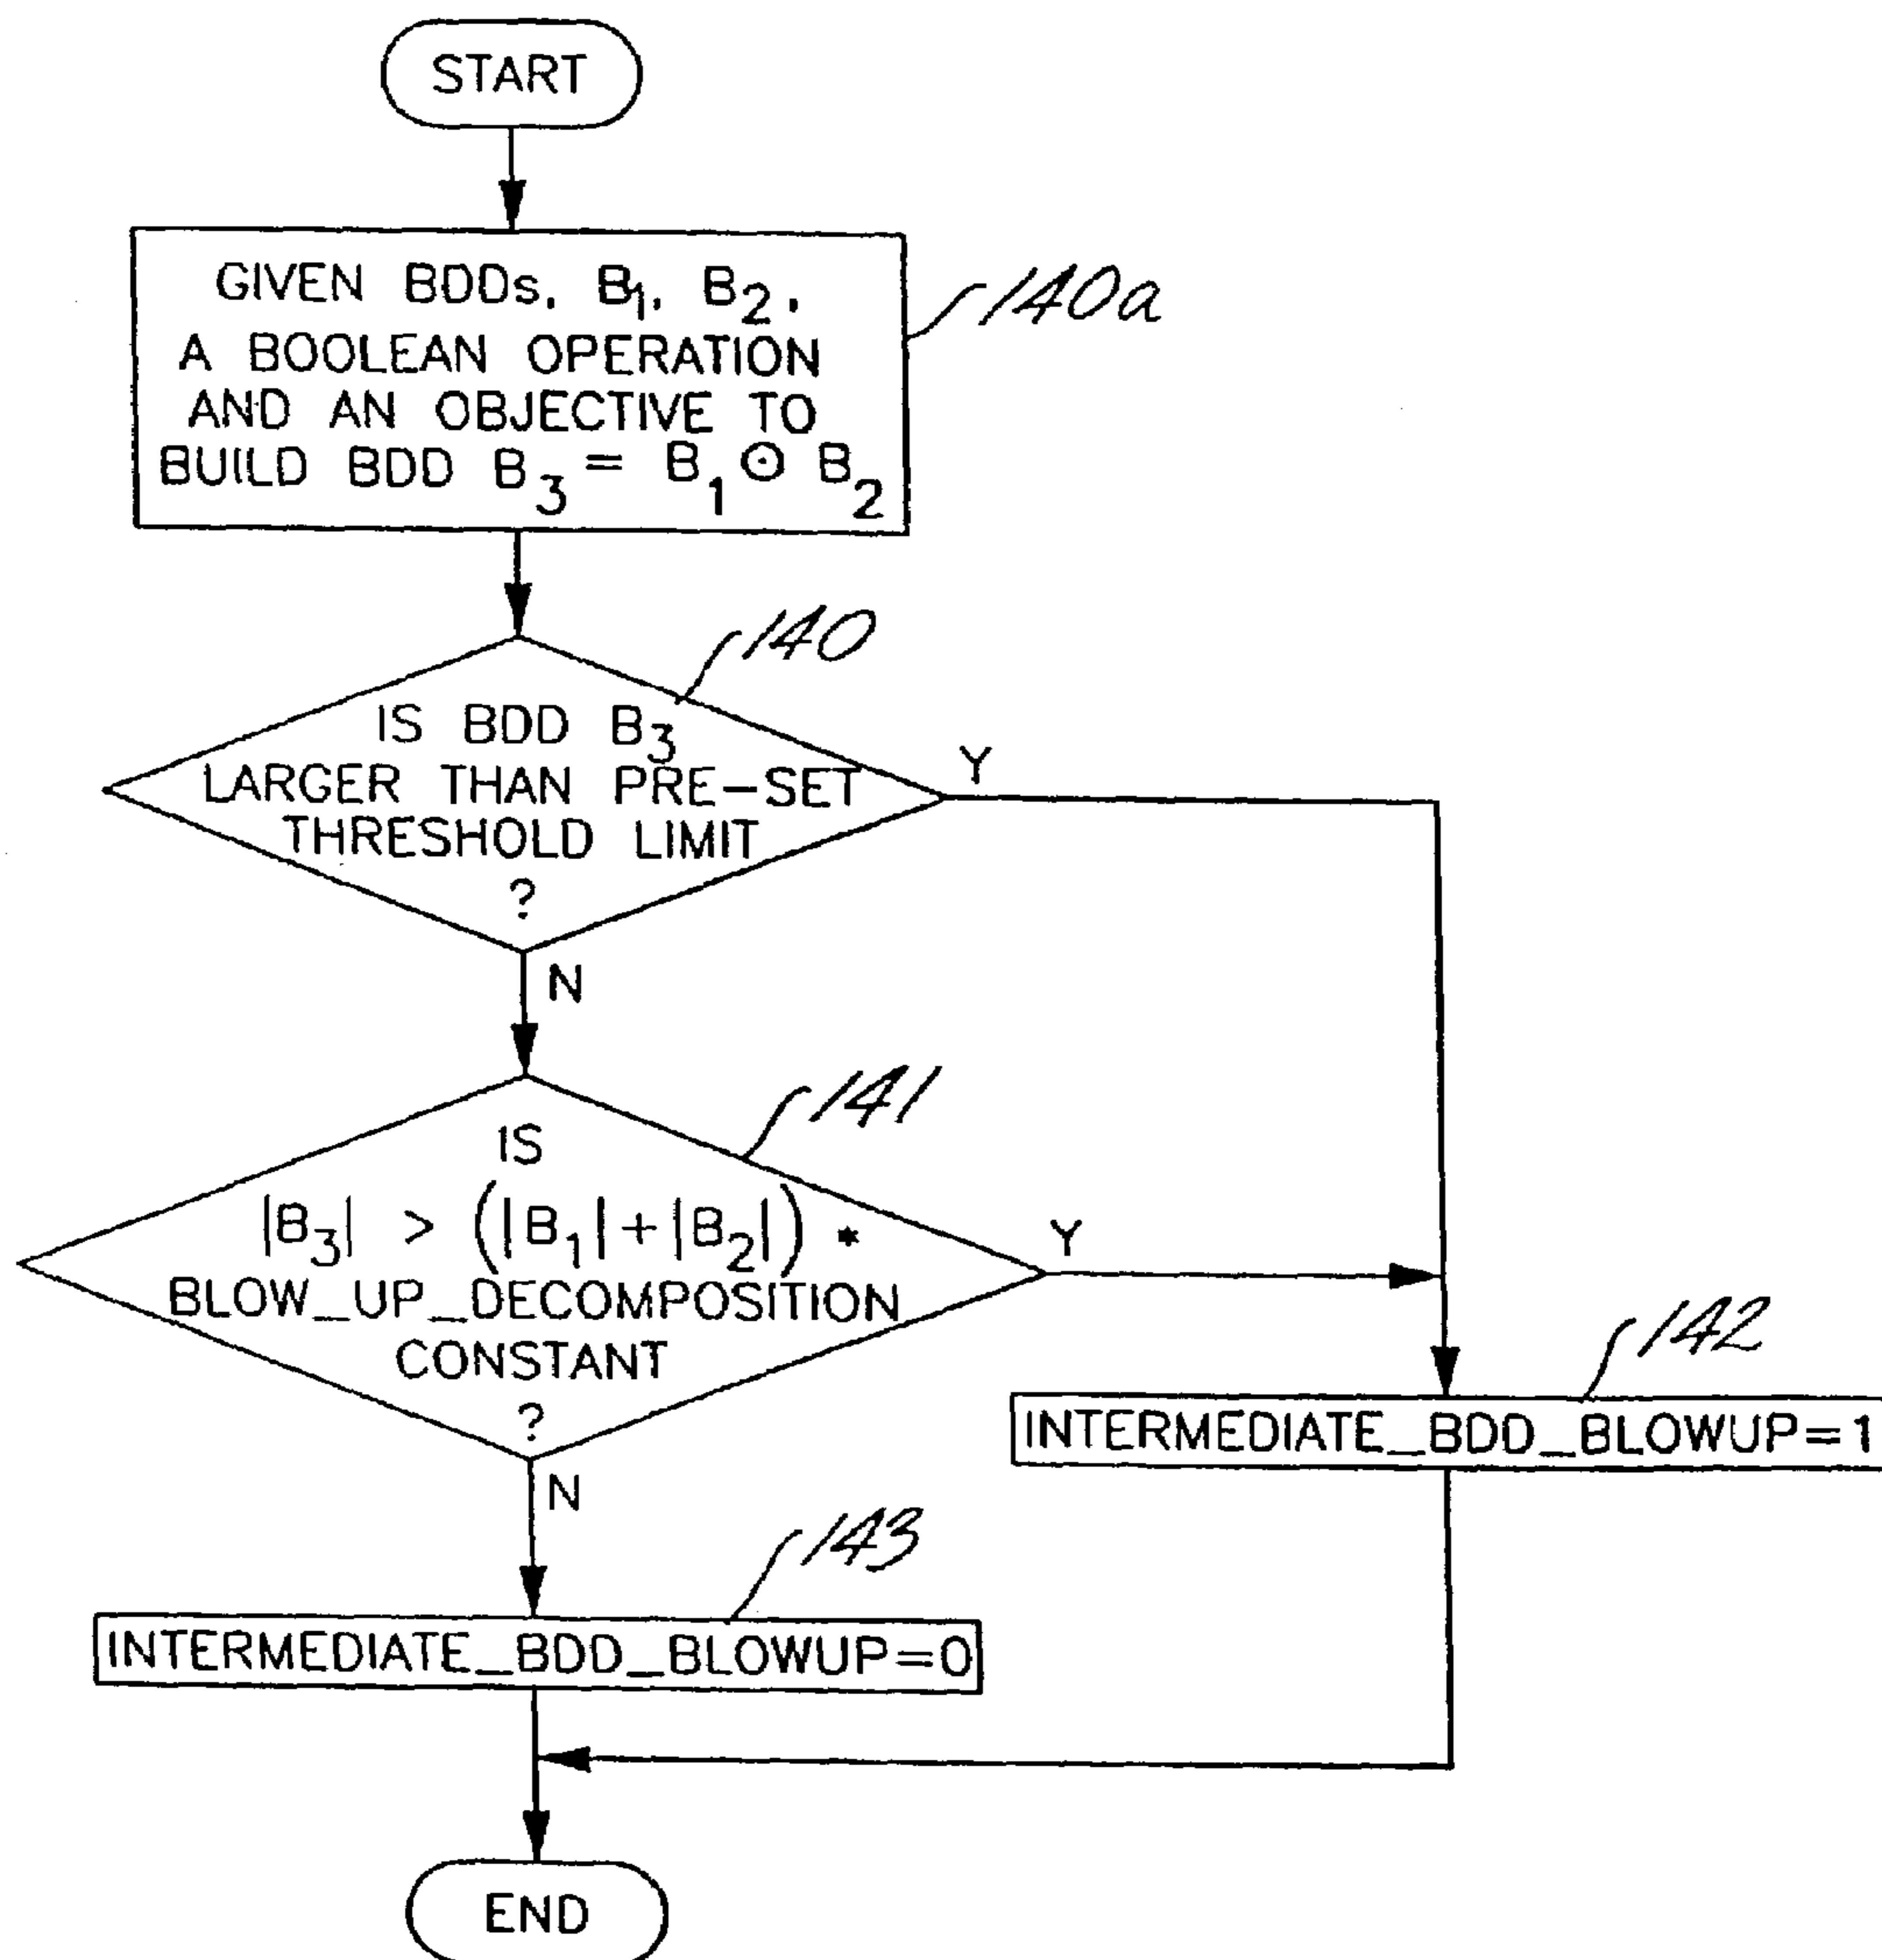 START
GIVEN BDDs, B1, B2,
A BOOLEAN OPERATION
AND AN OBJECTIVE TO
BUILD BDD B3 = B1 ⊙ B2
140a
140
IS BDD B3
LARGER THAN PRE-SET
THRESHOLD LIMIT
?
Y
N
141
IS
|B3| > (|B1|+|B2|) *
BLOW_UP_DECOMPOSITION
CONSTANT
?
Y
N
142
INTERMEDIATE_BDD_BLOWUP=1
143
INTERMEDIATE_BDD_BLOWUP=0
END